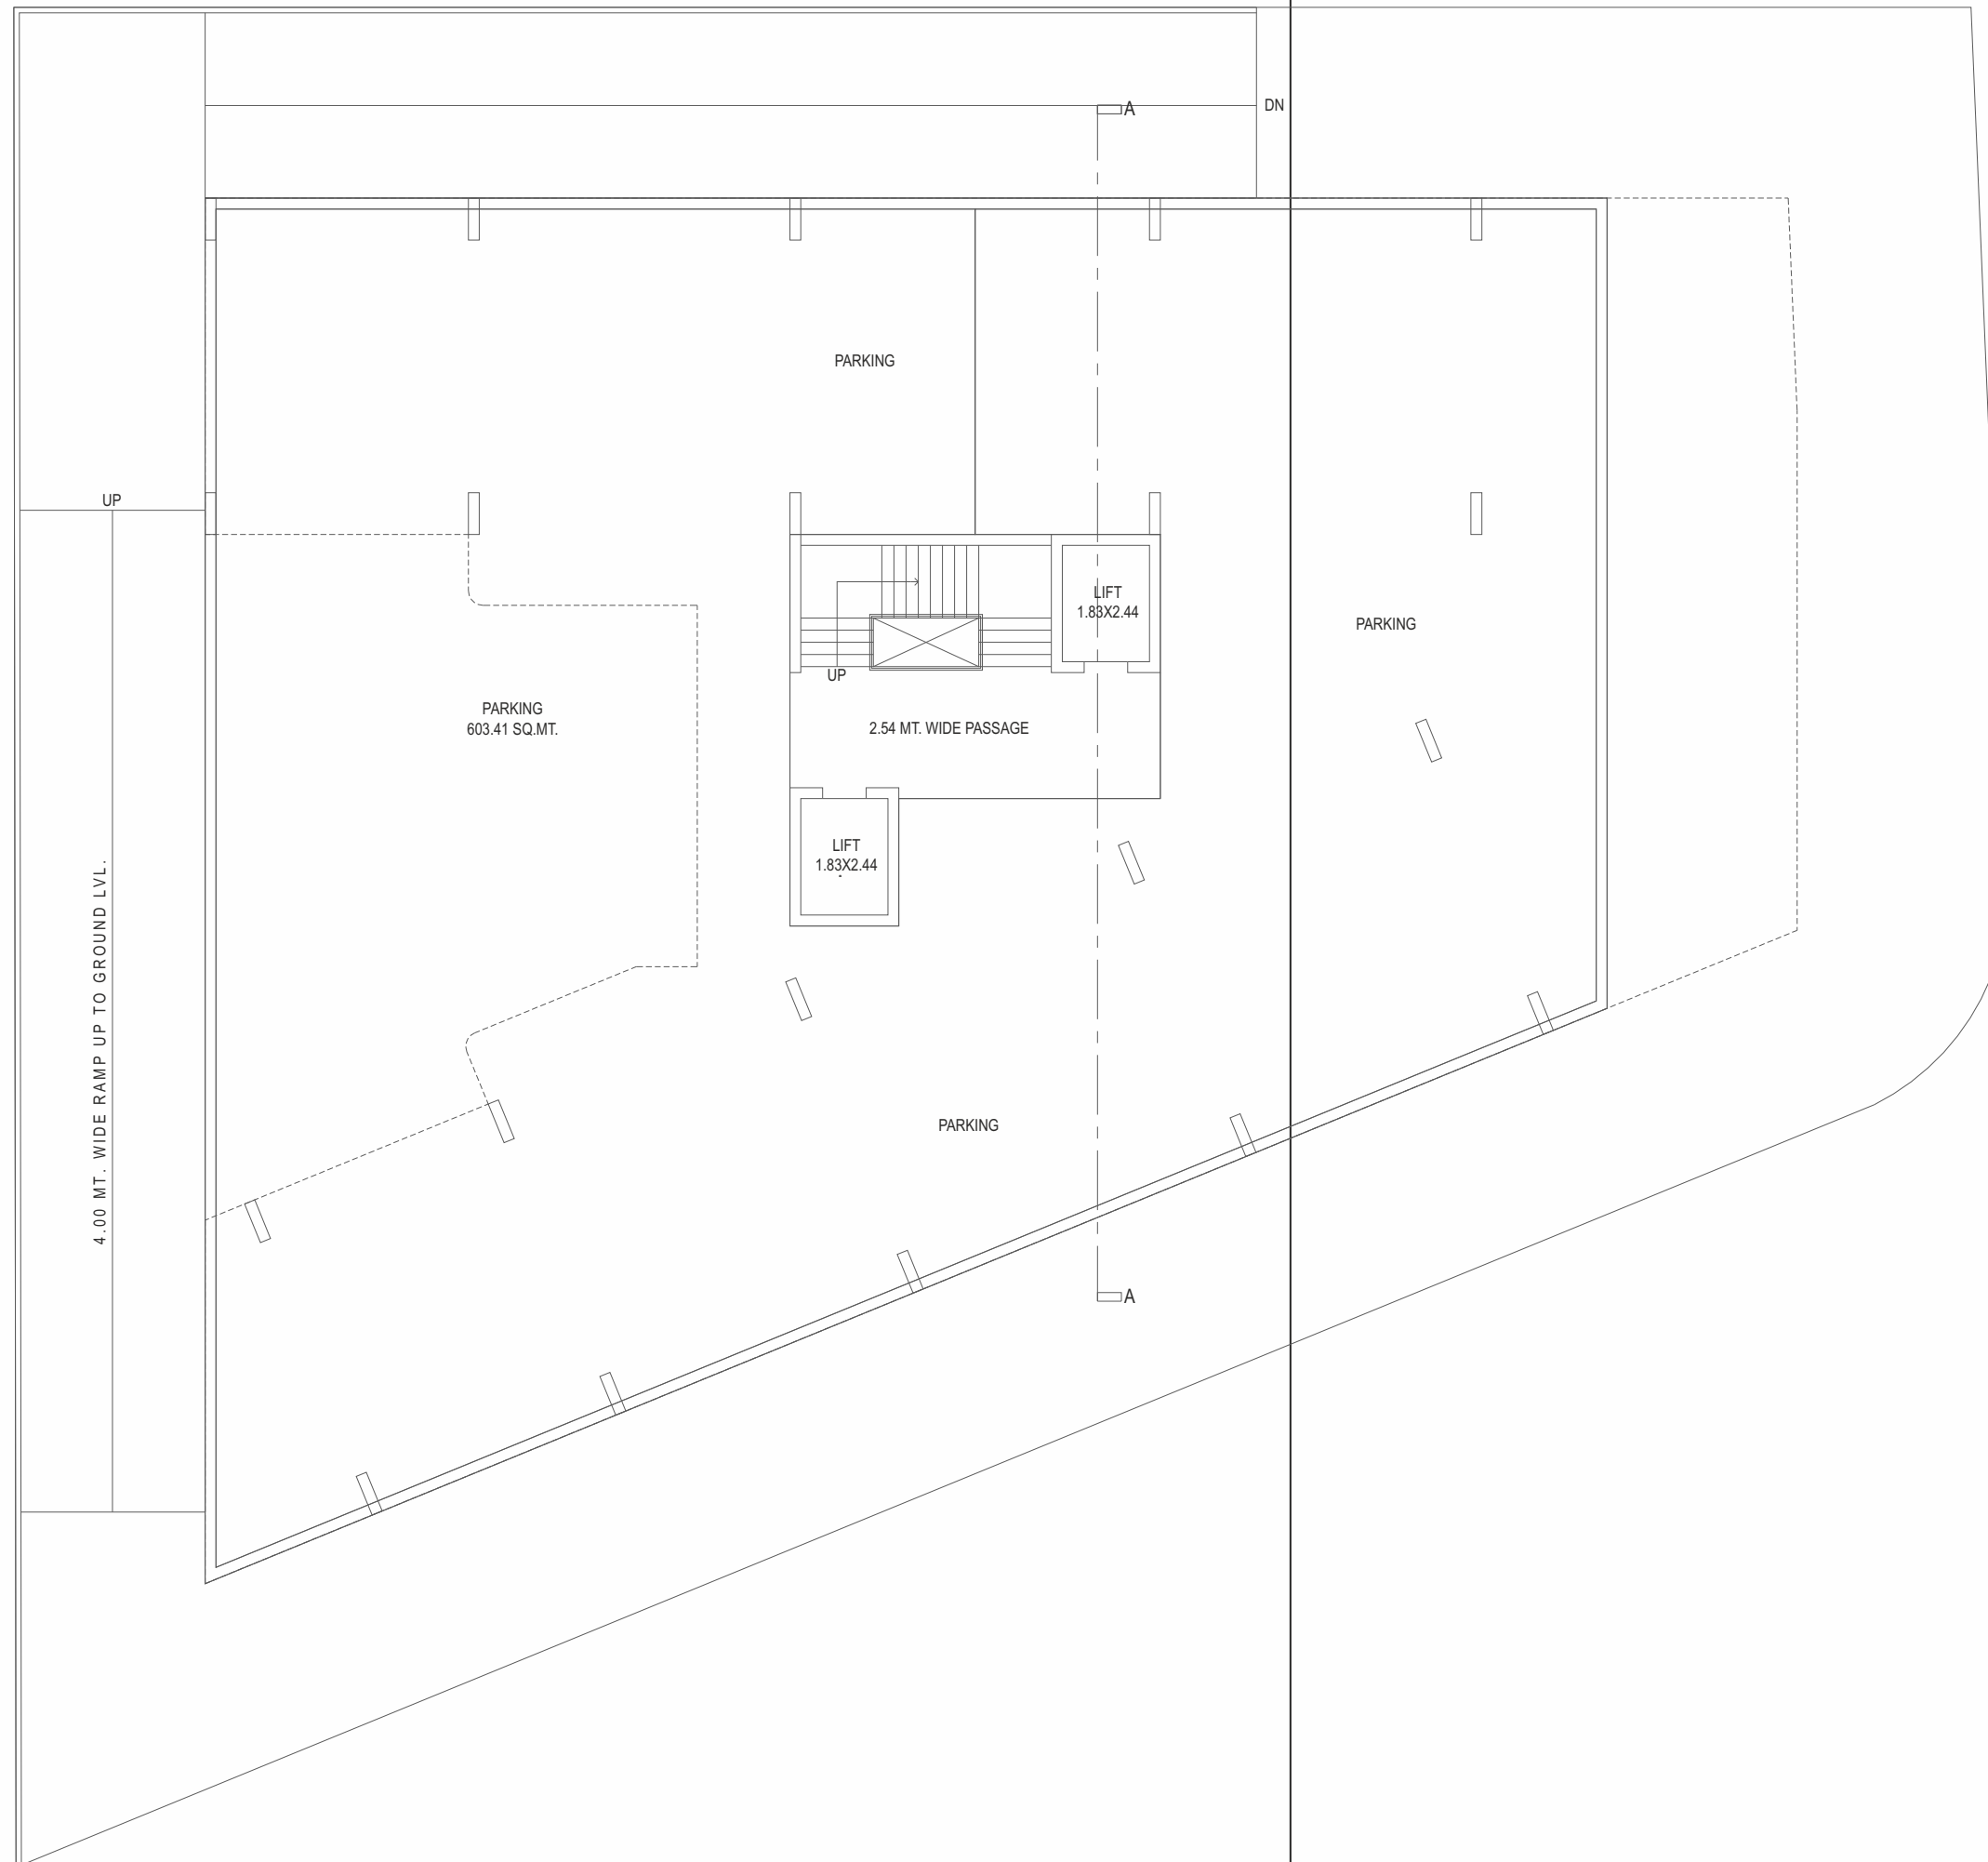 DN
A
PARKING
UP
LIFT
1.83X2.44
PARKING
UP
PARKING
603.41 SQ.MT.
2.54 MT. WIDE PASSAGE
LIFT
1.83X2.44
4.00 MT. WIDE RAMP UP TO GROUND LVL.
PARKING
A